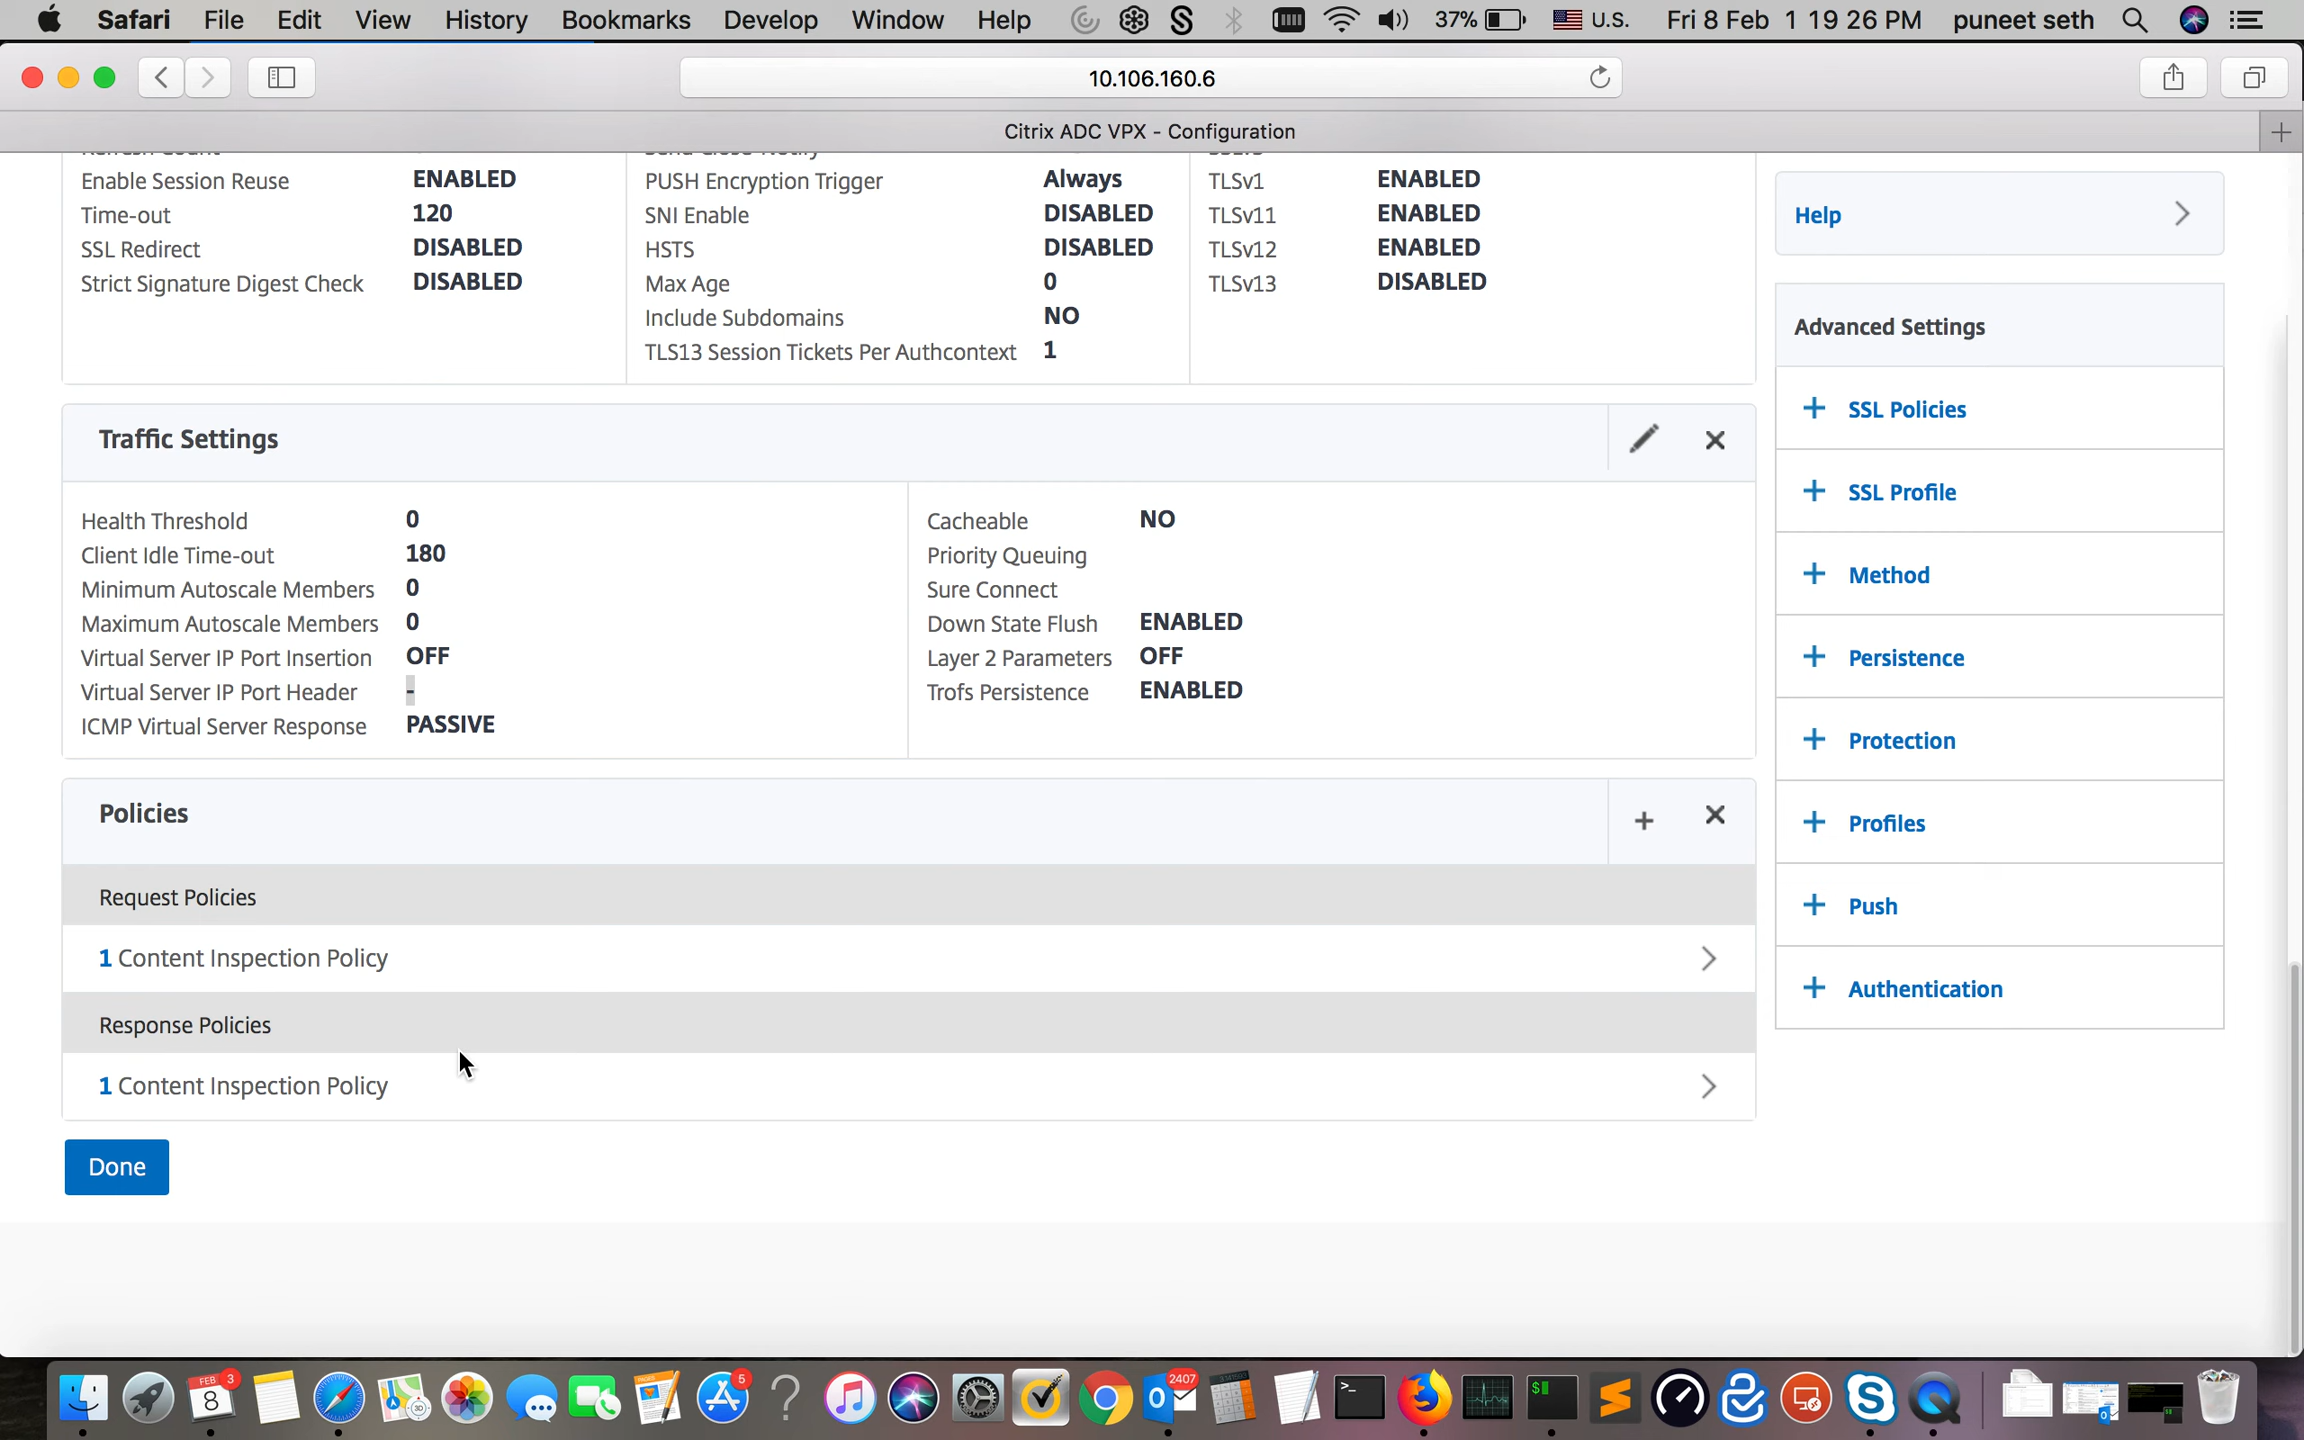 Safari File Edit View History Bookmarks Develop Window Help 37% U.S. Fri 8 Feb 1 19 26 PM puneet seth
10.106.160.6
Citrix ADC VPX - Configuration
Enable Session Reuse ENABLED PUSH Encryption Trigger Always TLSv1 ENABLED
Time-out 120 SNI Enable DISABLED TLSv11 ENABLED
SSL Redirect DISABLED HSTS DISABLED TLSv12 ENABLED
Strict Signature Digest Check DISABLED Max Age 0 TLSv13 DISABLED
Include Subdomains NO
TLS13 Session Tickets Per Authcontext 1
Help
Advanced Settings
+ SSL Policies
+ SSL Profile
+ Method
+ Persistence
+ Protection
+ Profiles
+ Push
+ Authentication
Traffic Settings
Health Threshold 0 Cacheable NO
Client Idle Time-out 180 Priority Queuing
Minimum Autoscale Members 0 Sure Connect
Maximum Autoscale Members 0 Down State Flush ENABLED
Virtual Server IP Port Insertion OFF Layer 2 Parameters OFF
Virtual Server IP Port Header - Trofs Persistence ENABLED
ICMP Virtual Server Response PASSIVE
Policies
Request Policies
1 Content Inspection Policy
Response Policies
1 Content Inspection Policy
Done
FEB 8 3
5
2407